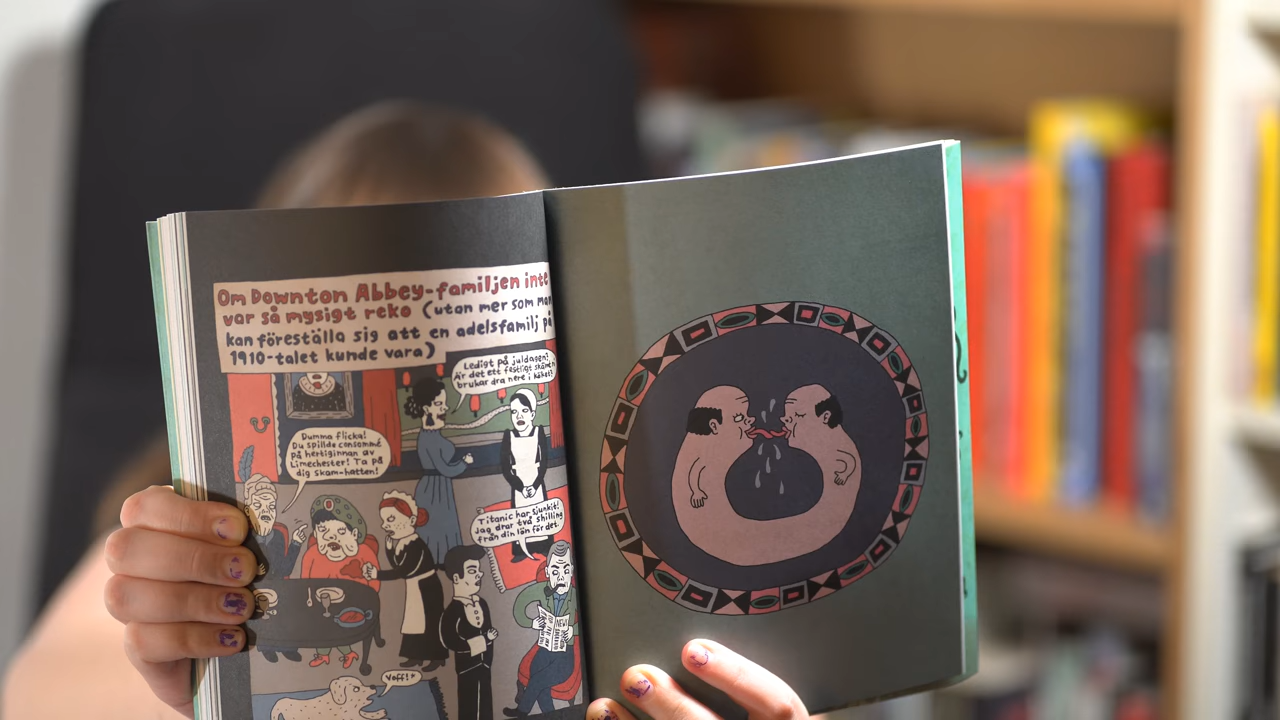 Om Downton Abbey-familjen inte
var så mysigt reko (utan mer som man
kan föreställa sig att en adelsfamilj på
1910-talet kunde vara)
Ledigt på juldagen?
Är det ett festligt skämt ni
brukar dra nere i köket?
Dumma flicka!
Du spillde consommé
på hertiginnan av
Limechester! Ta på
dig skam-hatten!
Titanic har sjunkit!
Jag drar två shilling
från din lön för det.
NEWS
Voff!